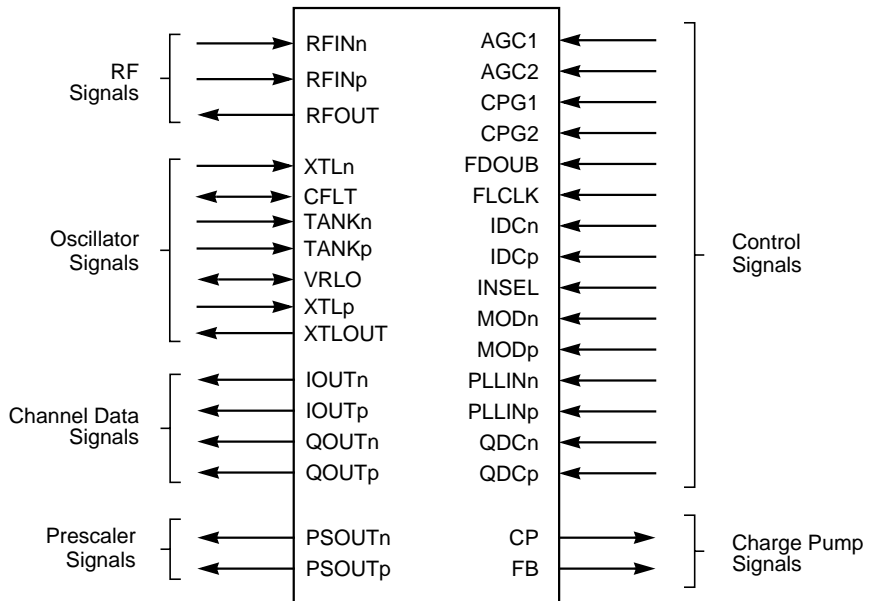 RF
Signals
RFINn
RFINp
RFOUT
Oscillator
Signals
XTLn
CFLT
TANKn
TANKp
VRLO
XTLp
XTLOUT
Channel Data
Signals
IOUTn
IOUTp
QOUTn
QOUTp
Prescaler
Signals
PSOUTn
PSOUTp
AGC1
AGC2
CPG1
CPG2
FDOUB
FLCLK
IDCn
IDCp
INSEL
MODn
MODp
PLLINn
PLLINp
QDCn
QDCp
Control
Signals
CP
FB
Charge Pump
Signals